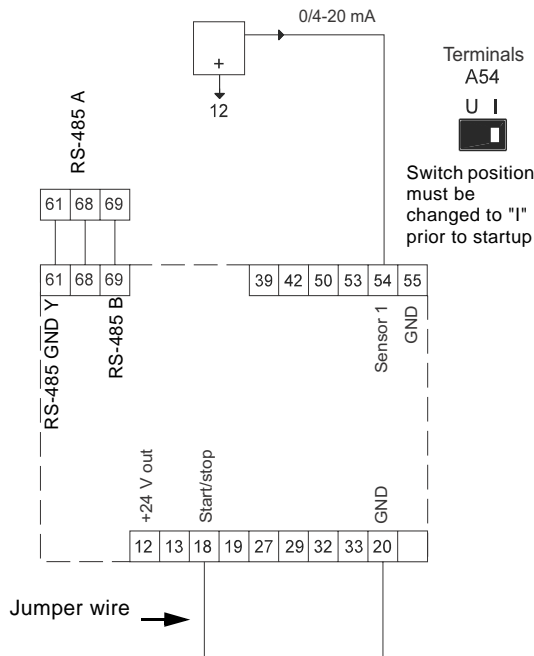 0/4-20 mA
+
12
Terminals
A54
U I
Switch position
must be
changed to "I"
prior to startup
RS-485 A
61 68 69
61 68 69
39 42 50 53 54 55
RS-485 GND Y
RS-485 B
Sensor 1
GND
+24 V out
Start/stop
GND
12 13 18 19 27 29 32 33 20
Jumper wire